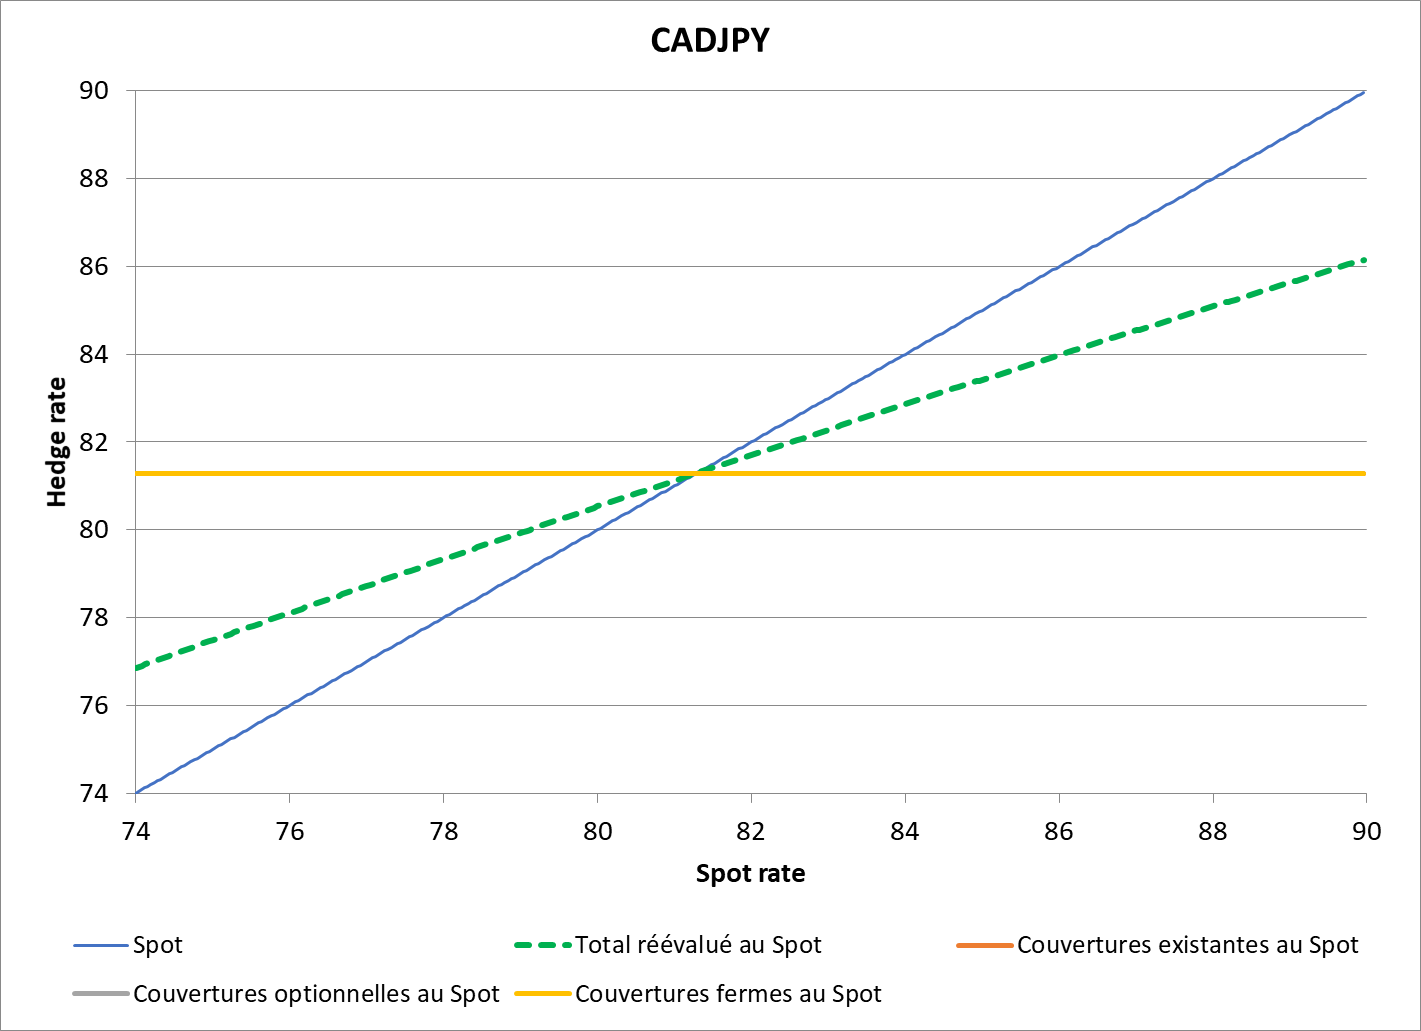 CADJPY
90
88
86
84
82
80
78
76
74
Hedge rate
74 76 78 80 82 84 86 88 90
Spot rate
Spot Total réévalué au Spot Couvertures existantes au Spot
Couvertures optionnelles au Spot Couvertures fermes au Spot